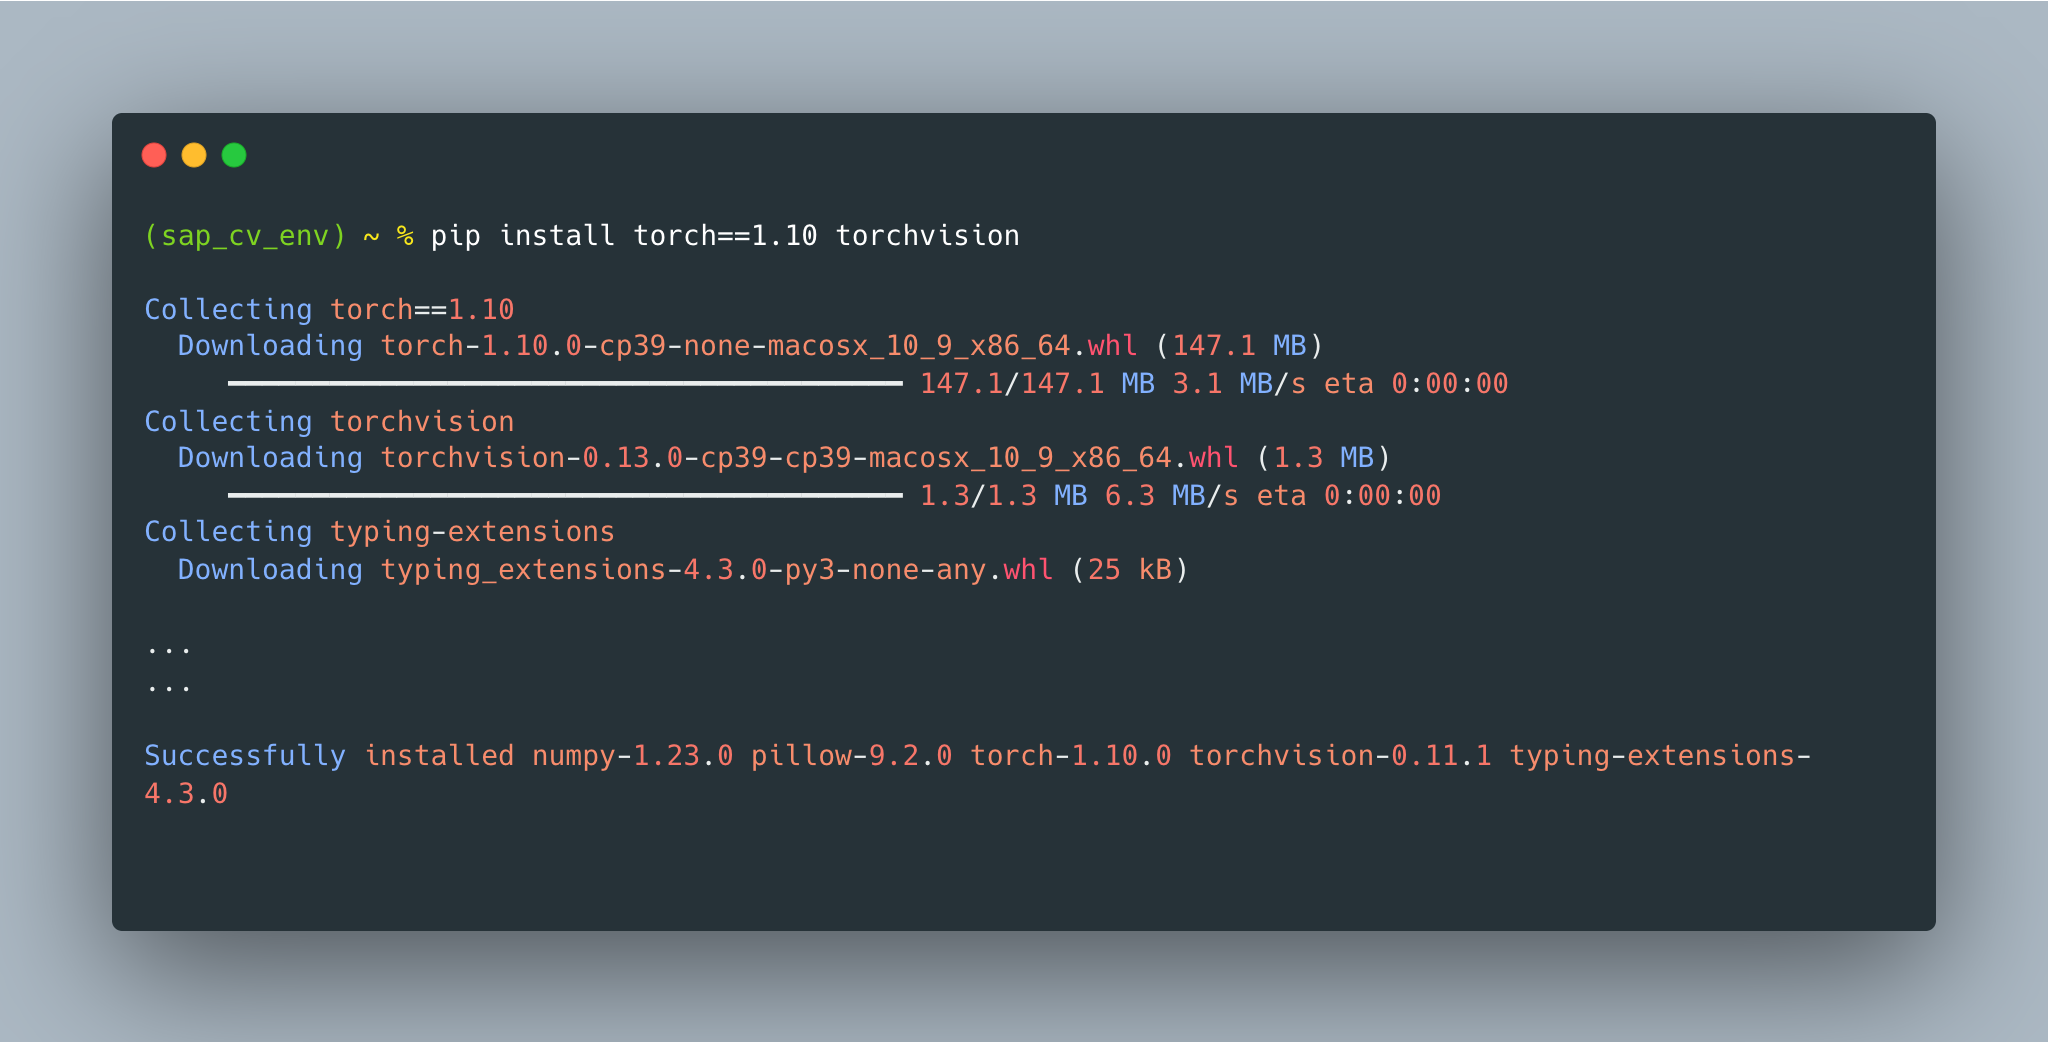 (sap_cv_env) ~ % pip install torch==1.10 torchvision
Collecting torch==1.10
Downloading torch-1.10.0-cp39-none-macosx_10_9_x86_64.whl (147.1 MB)
━━━━━━━━━━━━━━━━━━━━━━━━━━━━━━━━━━━━━━━━ 147.1/147.1 MB 3.1 MB/s eta 0:00:00
Collecting torchvision
Downloading torchvision-0.13.0-cp39-cp39-macosx_10_9_x86_64.whl (1.3 MB)
━━━━━━━━━━━━━━━━━━━━━━━━━━━━━━━━━━━━━━━━ 1.3/1.3 MB 6.3 MB/s eta 0:00:00
Collecting typing-extensions
Downloading typing_extensions-4.3.0-py3-none-any.whl (25 kB)
...
...
Successfully installed numpy-1.23.0 pillow-9.2.0 torch-1.10.0 torchvision-0.11.1 typing-extensions-
4.3.0